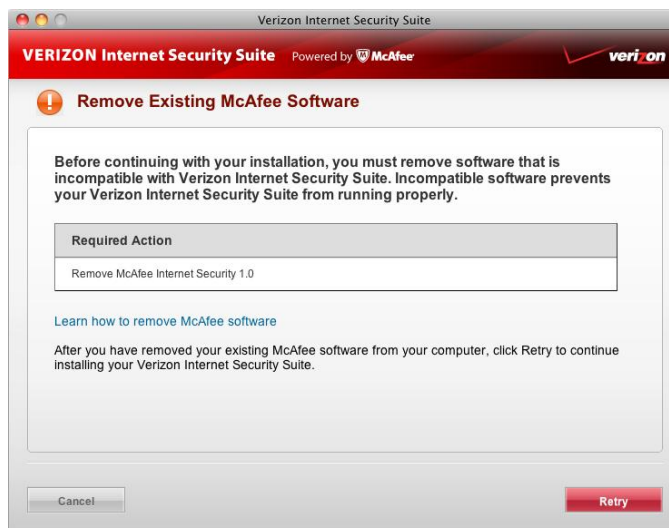 Verizon Internet Security Suite
VERIZON Internet Security Suite Powered by McAfee verizon
Remove Existing McAfee Software
Before continuing with your installation, you must remove software that is
incompatible with Verizon Internet Security Suite. Incompatible software prevents
your Verizon Internet Security Suite from running properly.
Required Action
Remove McAfee Internet Security 1.0
Learn how to remove McAfee software
After you have removed your existing McAfee software from your computer, click Retry to continue
installing your Verizon Internet Security Suite.
Cancel Retry